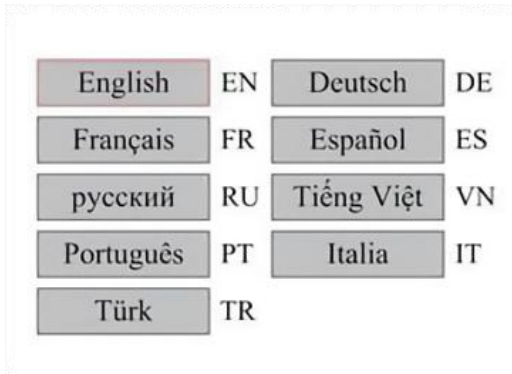 English EN Deutsch DE
Français FR Español ES
русский RU Tiếng Việt VN
Português PT Italia IT
Türk TR